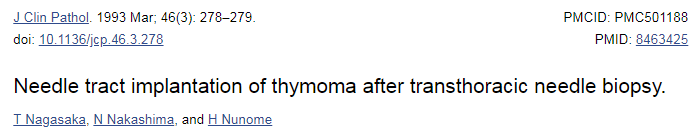 J Clin Pathol. 1993 Mar; 46(3): 278–279. PMCID: PMC501188
doi: 10.1136/jcp.46.3.278 PMID: 8463425
Needle tract implantation of thymoma after transthoracic needle biopsy.
T Nagasaka, N Nakashima, and H Nunome